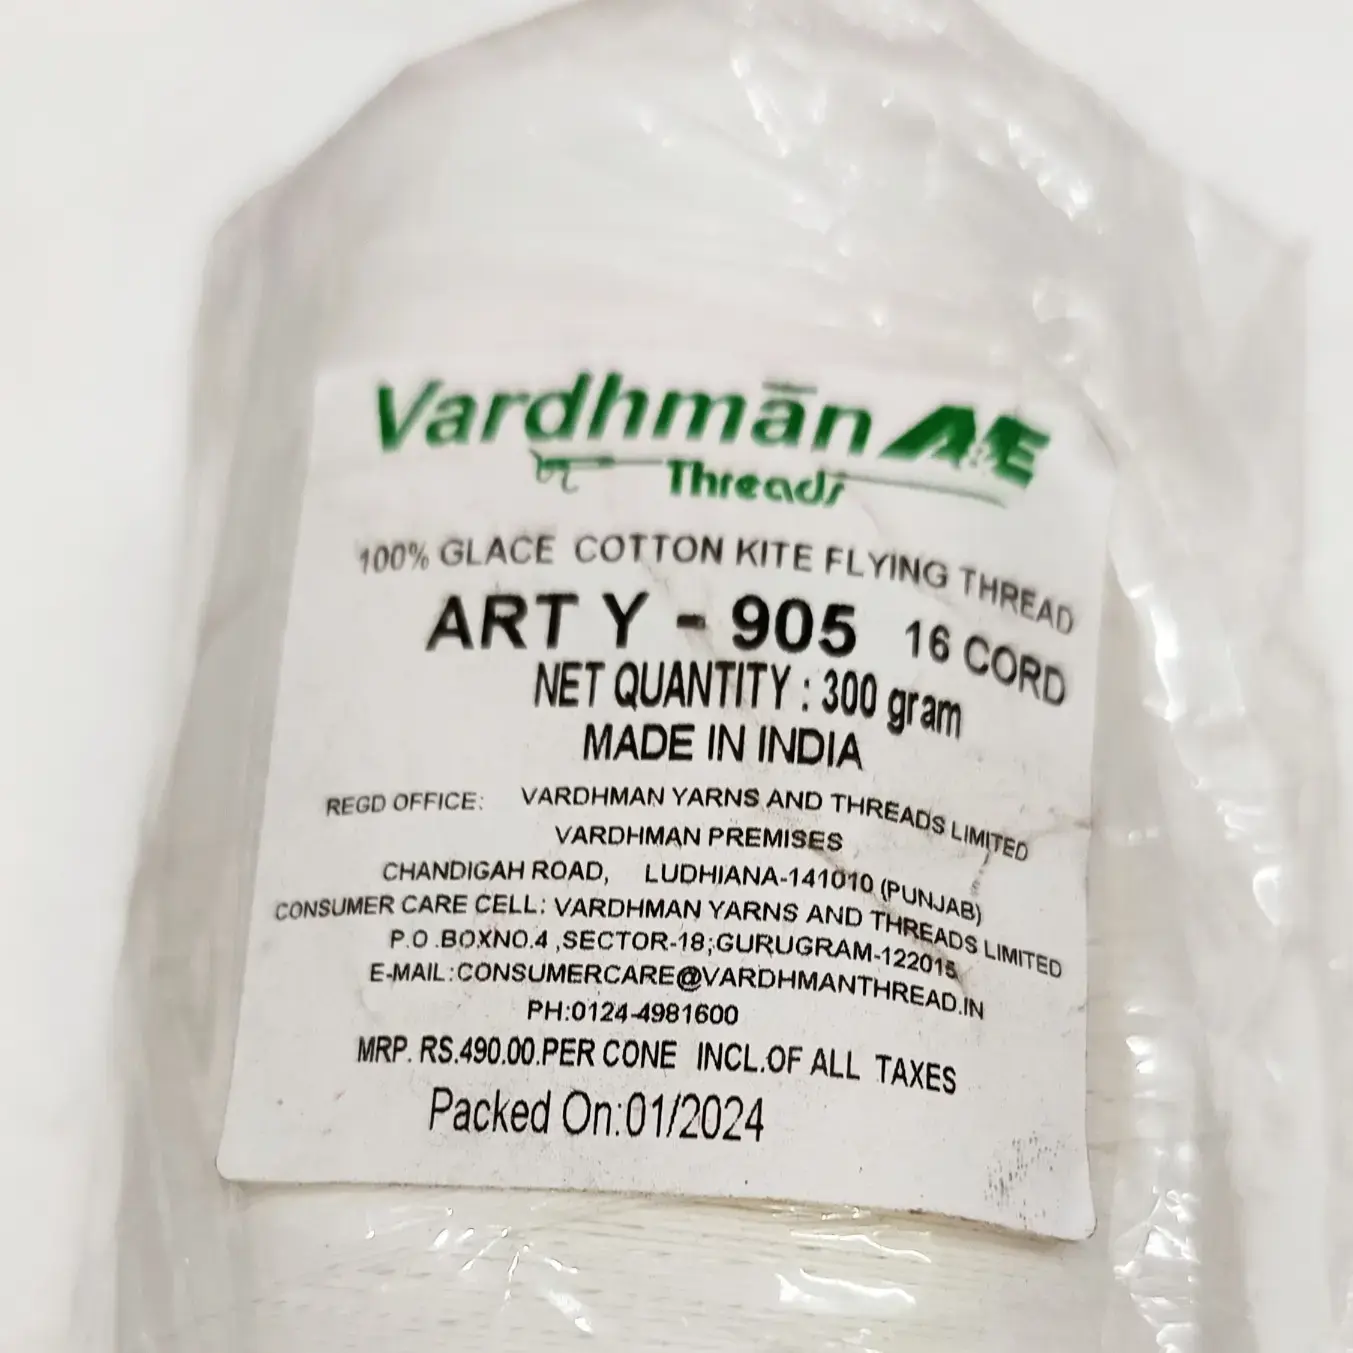 Vardhmān A&E
Threads
100% GLACE COTTON KITE FLYING THREAD
ART Y - 905 16 CORD
NET QUANTITY : 300 gram
MADE IN INDIA
REGD OFFICE: VARDHMAN YARNS AND THREADS LIMITED
VARDHMAN PREMISES
CHANDIGAH ROAD, LUDHIANA-141010 (PUNJAB)
CONSUMER CARE CELL: VARDHMAN YARNS AND THREADS LIMITED
P.O .BOXNO.4 ,SECTOR-18;GURUGRAM-122015
E-MAIL:CONSUMERCARE@VARDHMANTHREAD.IN
PH:0124-4981600
MRP. RS.490.00.PER CONE INCL.OF ALL TAXES
Packed On:01/2024